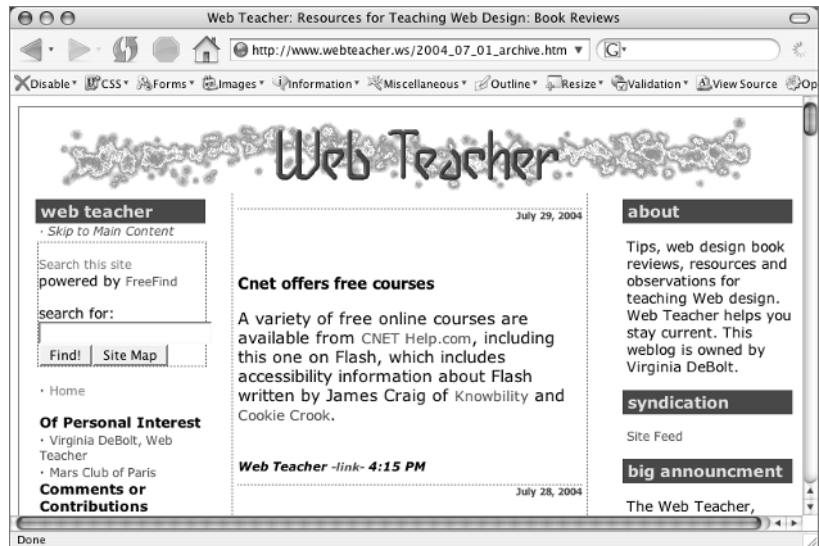 Web Teacher: Resources for Teaching Web Design: Book Reviews
http://www.webteacher.ws/2004_07_01_archive.htm
G
Disable CSS Forms Images Information Miscellaneous Outline Resize Validation View Source Op
Web Teacher
web teacher
· Skip to Main Content
Search this site
powered by FreeFind
search for:
Find! Site Map
· Home
Of Personal Interest
· Virginia DeBolt, Web
Teacher
· Mars Club of Paris
Comments or
Contributions
July 29, 2004
Cnet offers free courses
A variety of free online courses are
available from CNET Help.com, including
this one on Flash, which includes
accessibility information about Flash
written by James Craig of Knowbility and
Cookie Crook.
Web Teacher -link- 4:15 PM
July 28, 2004
about
Tips, web design book
reviews, resources and
observations for
teaching Web design.
Web Teacher helps you
stay current. This
weblog is owned by
Virginia DeBolt.
syndication
Site Feed
big announcment
The Web Teacher,
Done